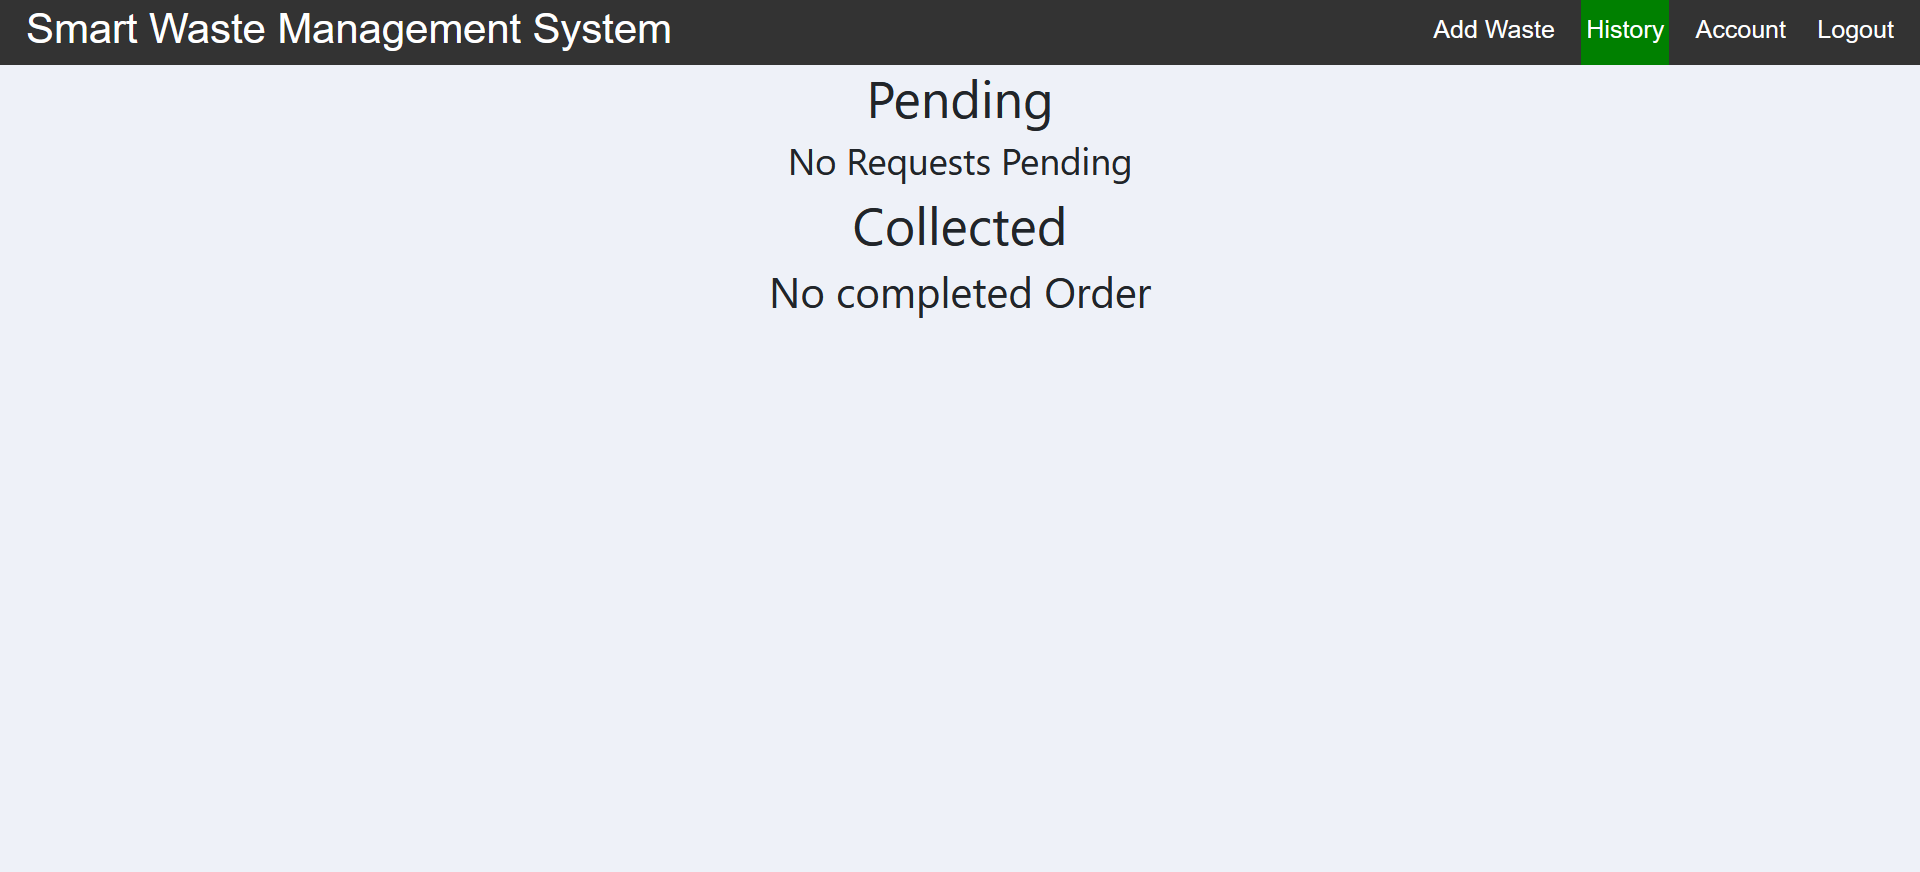 Smart Waste Management System
Add Waste History Account Logout
Pending
No Requests Pending
Collected
No completed Order